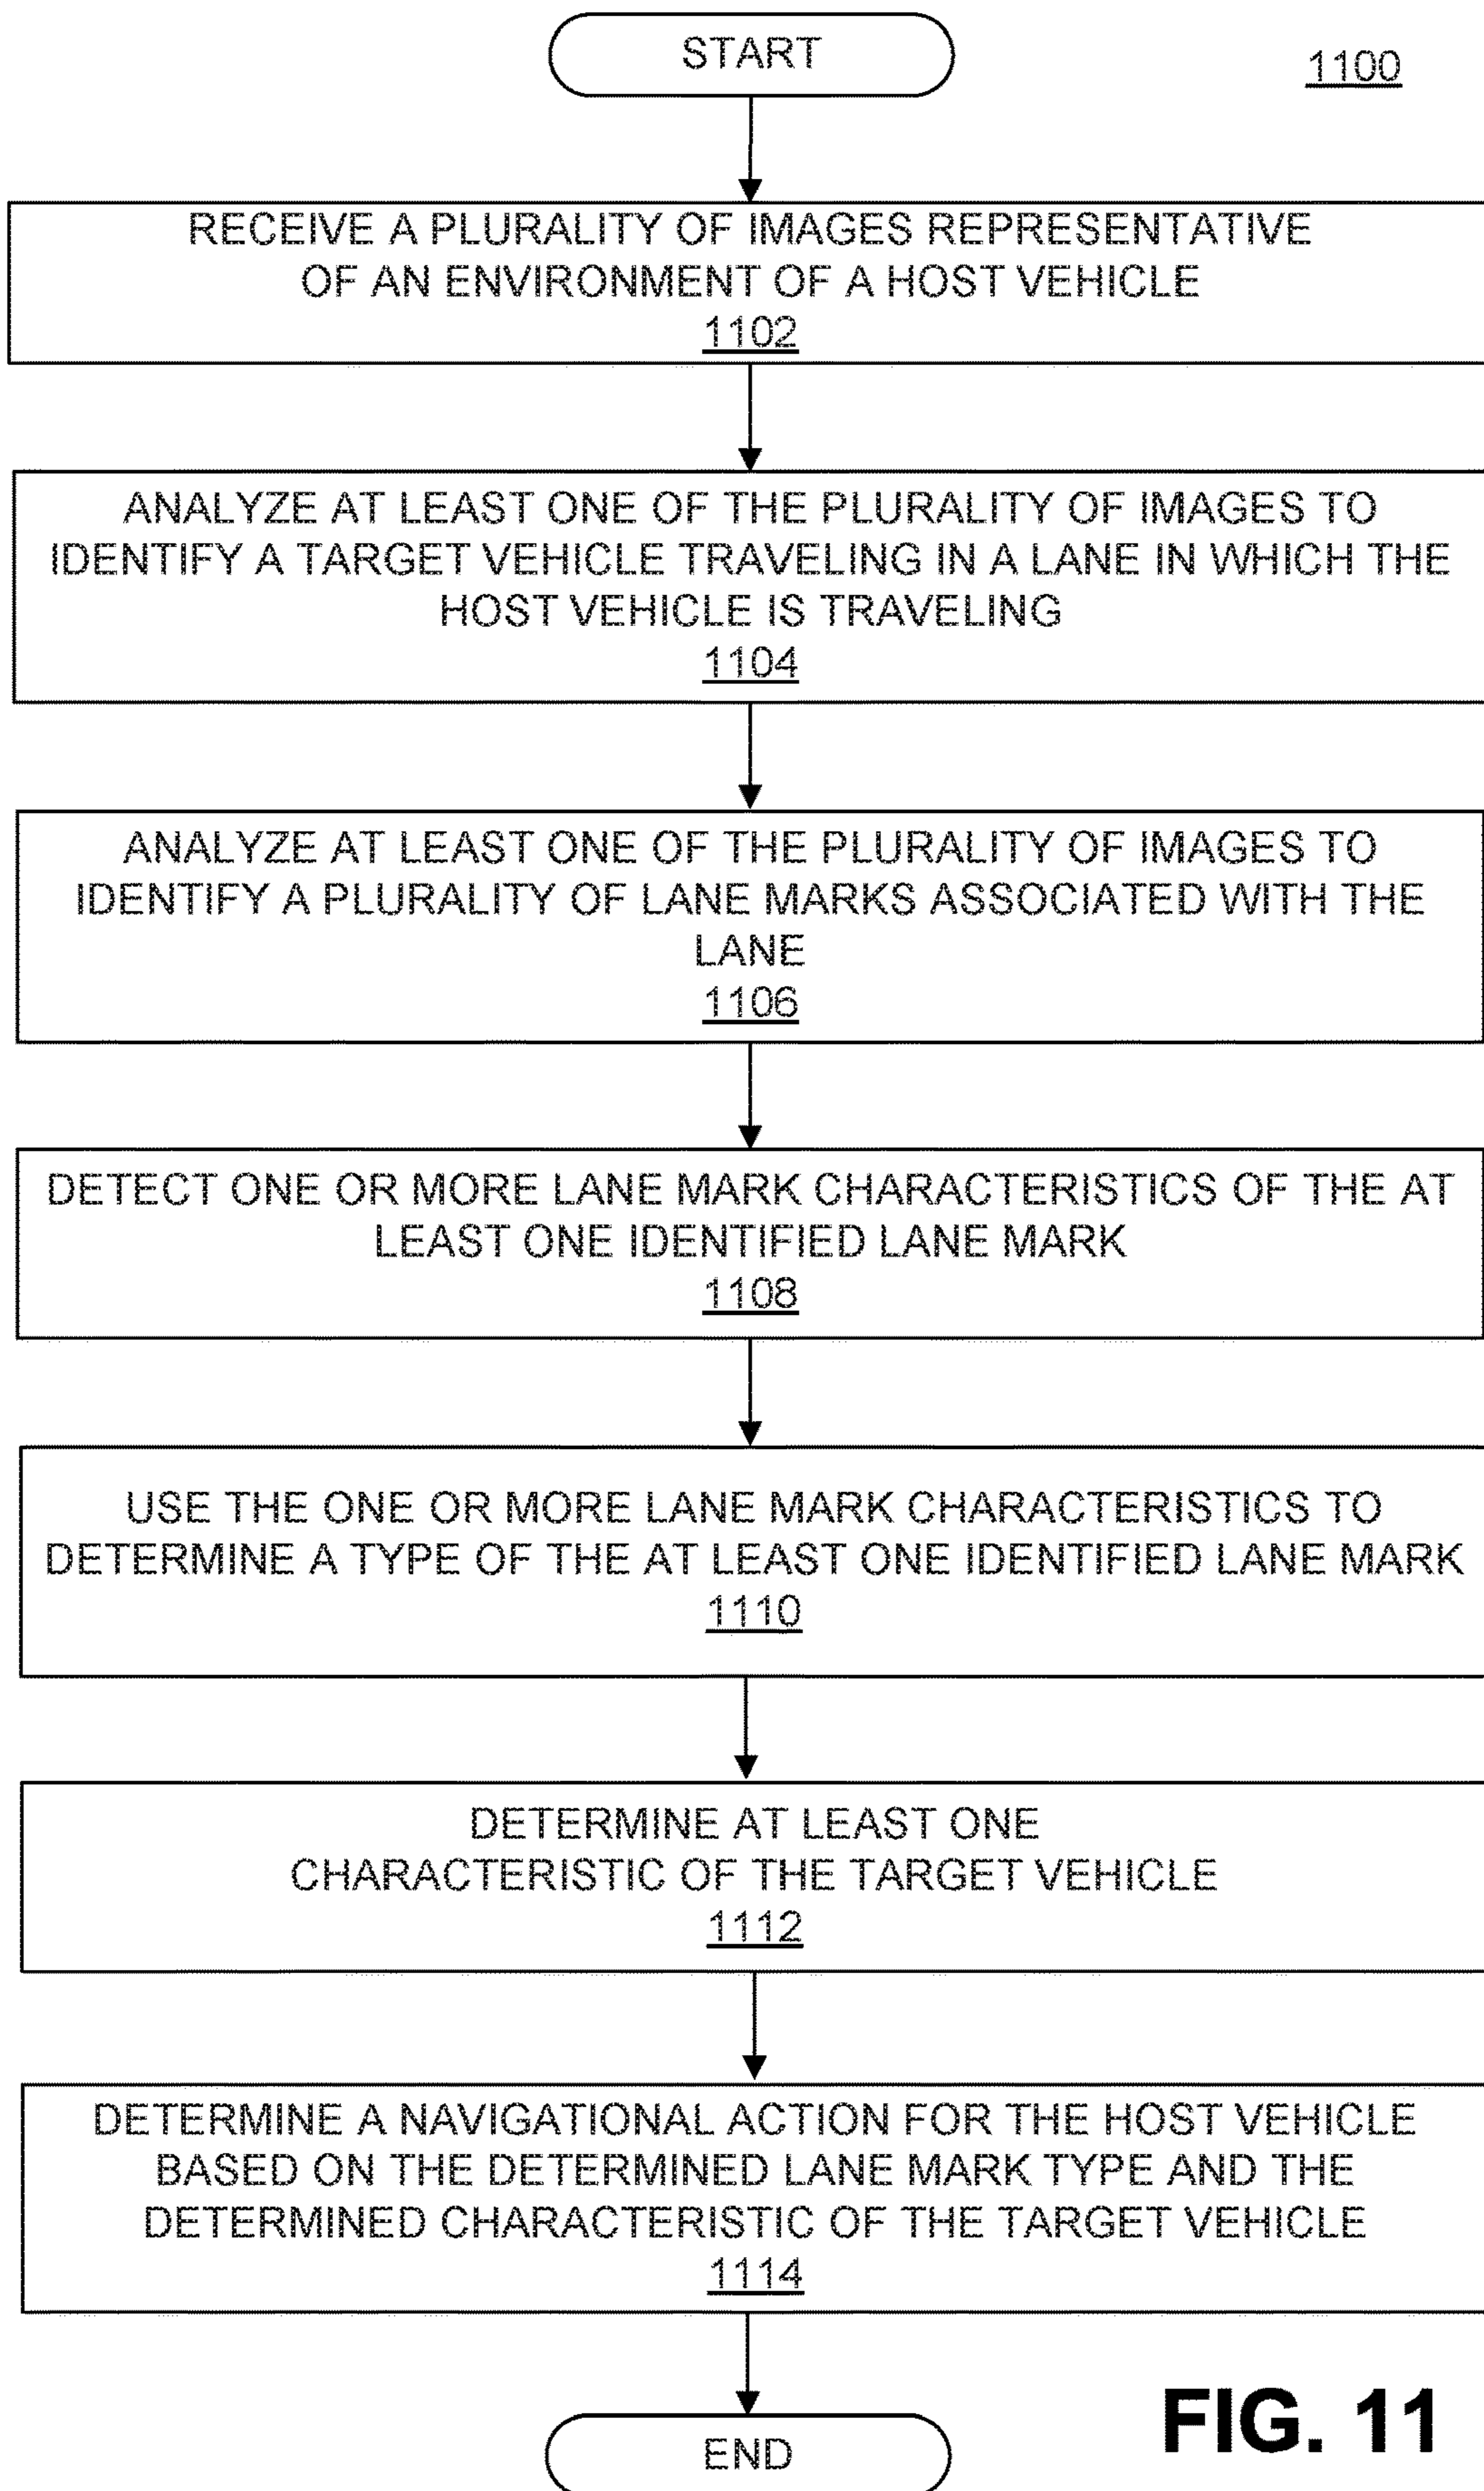 START
1100
RECEIVE A PLURALITY OF IMAGES REPRESENTATIVE
OF AN ENVIRONMENT OF A HOST VEHICLE
1102
ANALYZE AT LEAST ONE OF THE PLURALITY OF IMAGES TO
IDENTIFY A TARGET VEHICLE TRAVELING IN A LANE IN WHICH THE
HOST VEHICLE IS TRAVELING
1104
ANALYZE AT LEAST ONE OF THE PLURALITY OF IMAGES TO
IDENTIFY A PLURALITY OF LANE MARKS ASSOCIATED WITH THE
LANE
1106
DETECT ONE OR MORE LANE MARK CHARACTERISTICS OF THE AT
LEAST ONE IDENTIFIED LANE MARK
1108
USE THE ONE OR MORE LANE MARK CHARACTERISTICS TO
DETERMINE A TYPE OF THE AT LEAST ONE IDENTIFIED LANE MARK
1110
DETERMINE AT LEAST ONE
CHARACTERISTIC OF THE TARGET VEHICLE
1112
DETERMINE A NAVIGATIONAL ACTION FOR THE HOST VEHICLE
BASED ON THE DETERMINED LANE MARK TYPE AND THE
DETERMINED CHARACTERISTIC OF THE TARGET VEHICLE
1114
END
FIG. 11